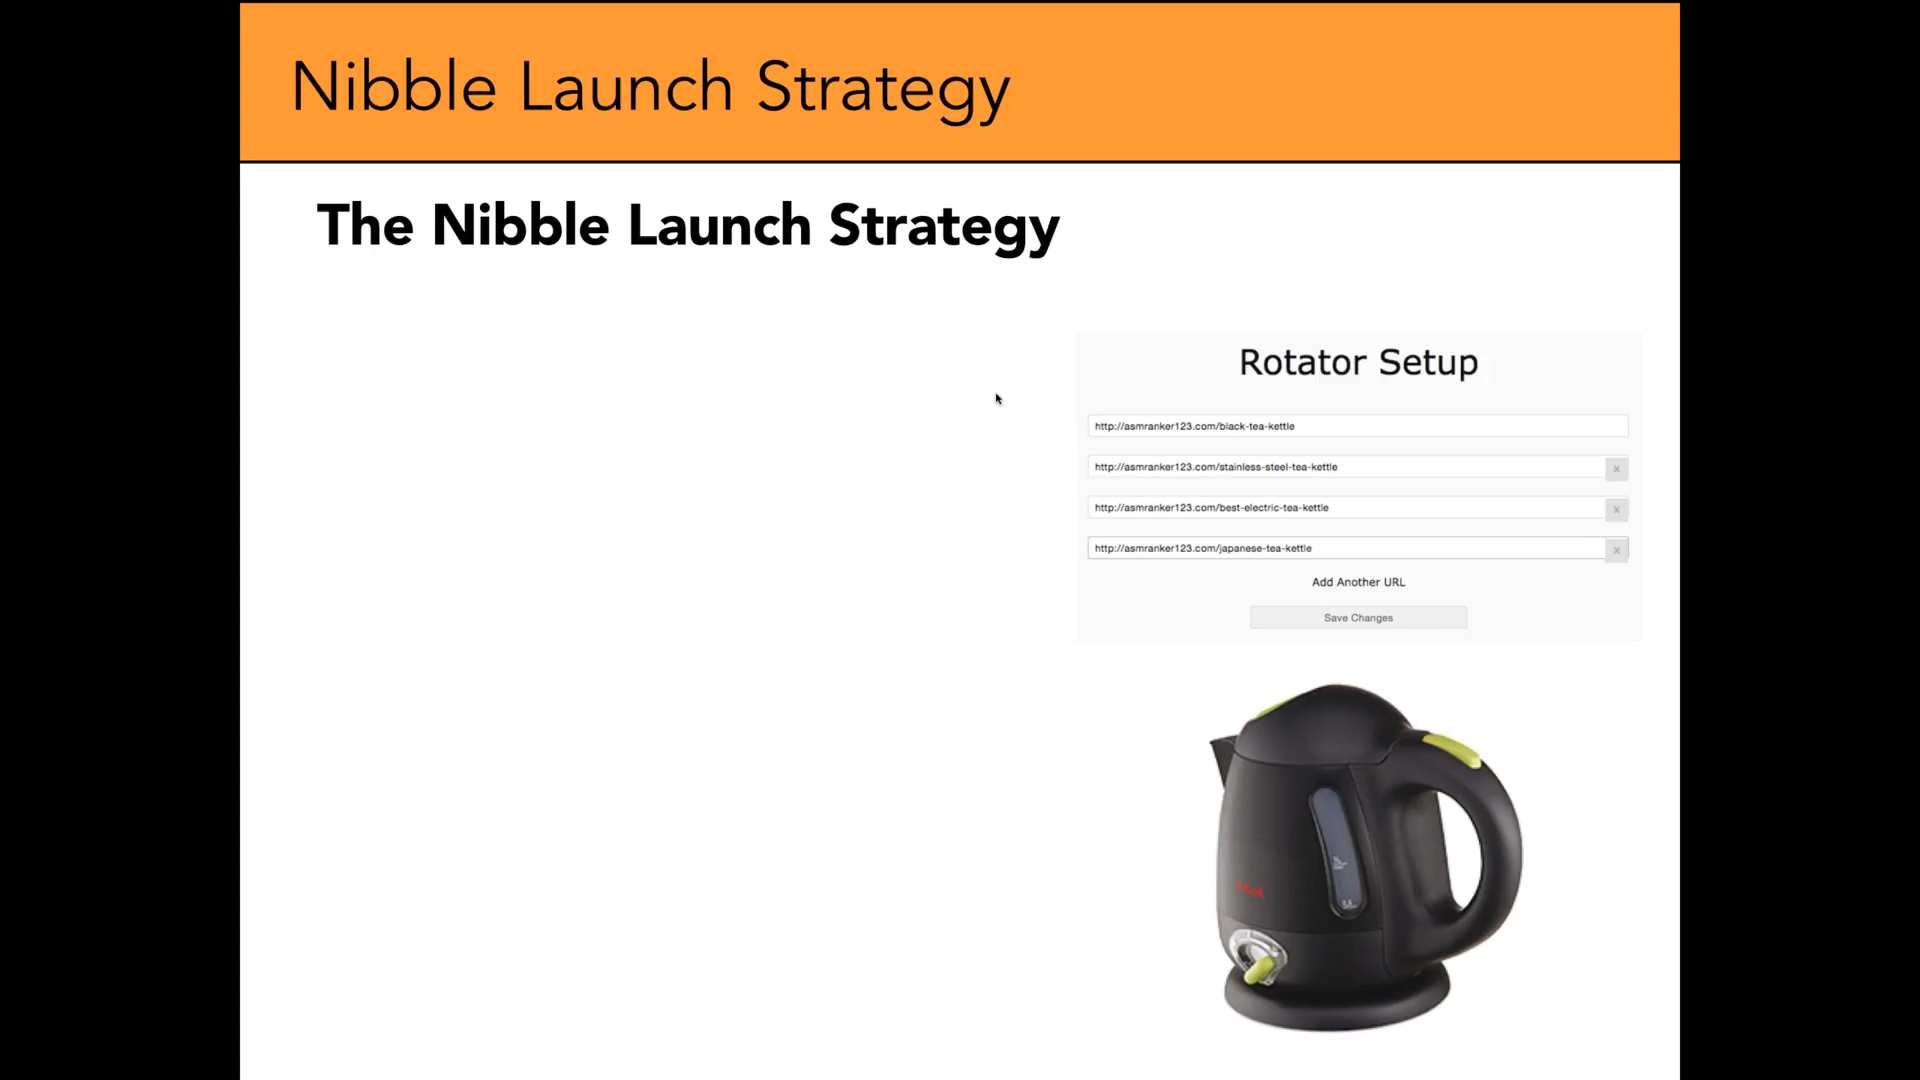 Nibble Launch Strategy
The Nibble Launch Strategy
Rotator Setup
http://asmranker123.com/black-tea-kettle
http://asmranker123.com/stainless-steel-tea-kettle
x
http://asmranker123.com/best-electric-tea-kettle
x
http://asmranker123.com/japanese-tea-kettle
x
Add Another URL
Save Changes